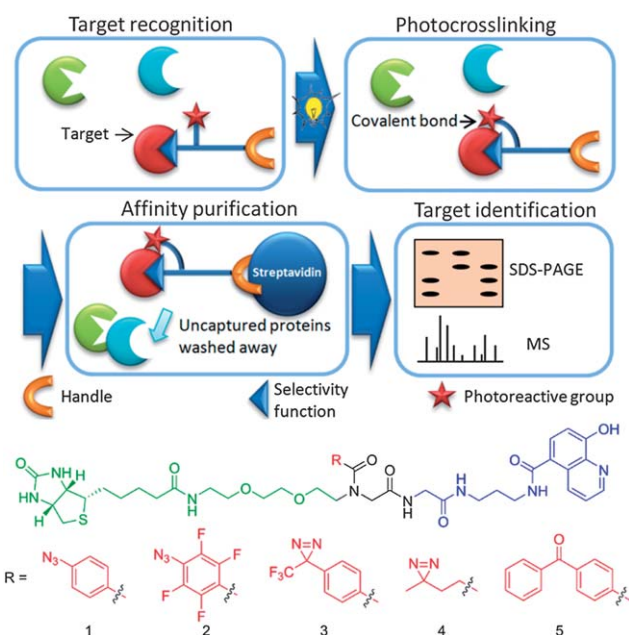 Target recognition
Photocrosslinking
Target
Covalent bond
Affinity purification
Target identification
Streptavidin
Uncaptured proteins
washed away
SDS-PAGE
MS
Handle
Selectivity
function
Photoreactive group
O
HN
NH
H
H
S
O
N
H
O
O
R
O
N
O
N
H
O
H
N
O
N
H
OH
N
R =
N₃
N₃
F
F
F
F
N=N
F₃C
N=N
O
1
2
3
4
5